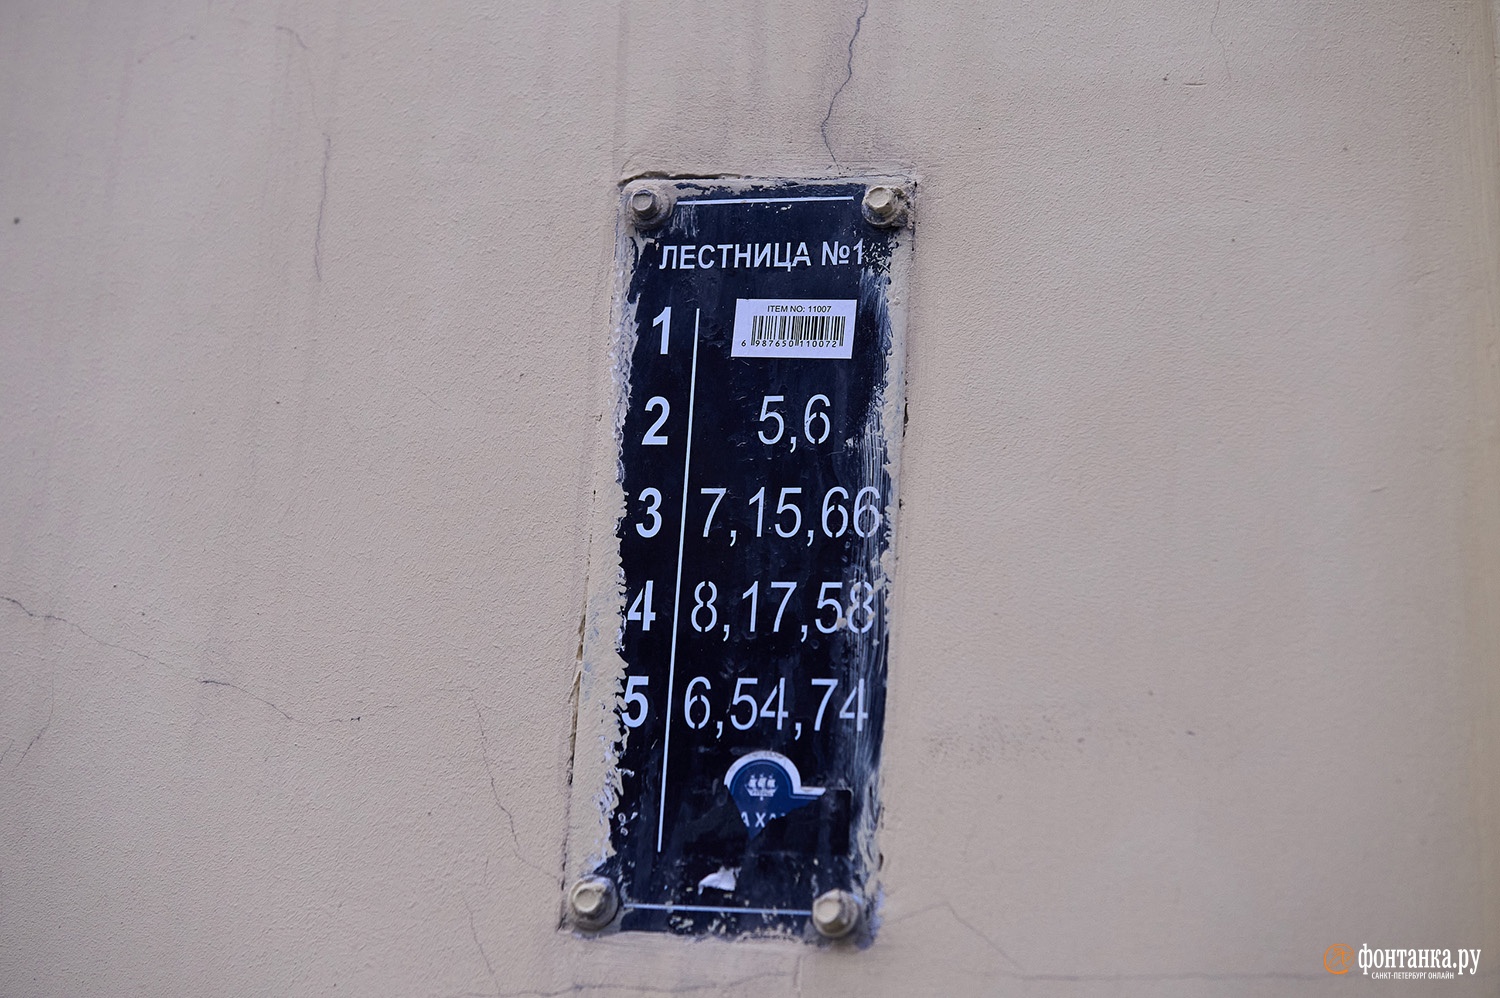 ЛЕСТНИЦА №1
1
ITEM NO: 11007
6 987650 110072
2 5,6
3 7,15,66
4 8,17,58
5 6,54,74
фонтанка.ру
САНКТ-ПЕТЕРБУРГ ОНЛАЙН